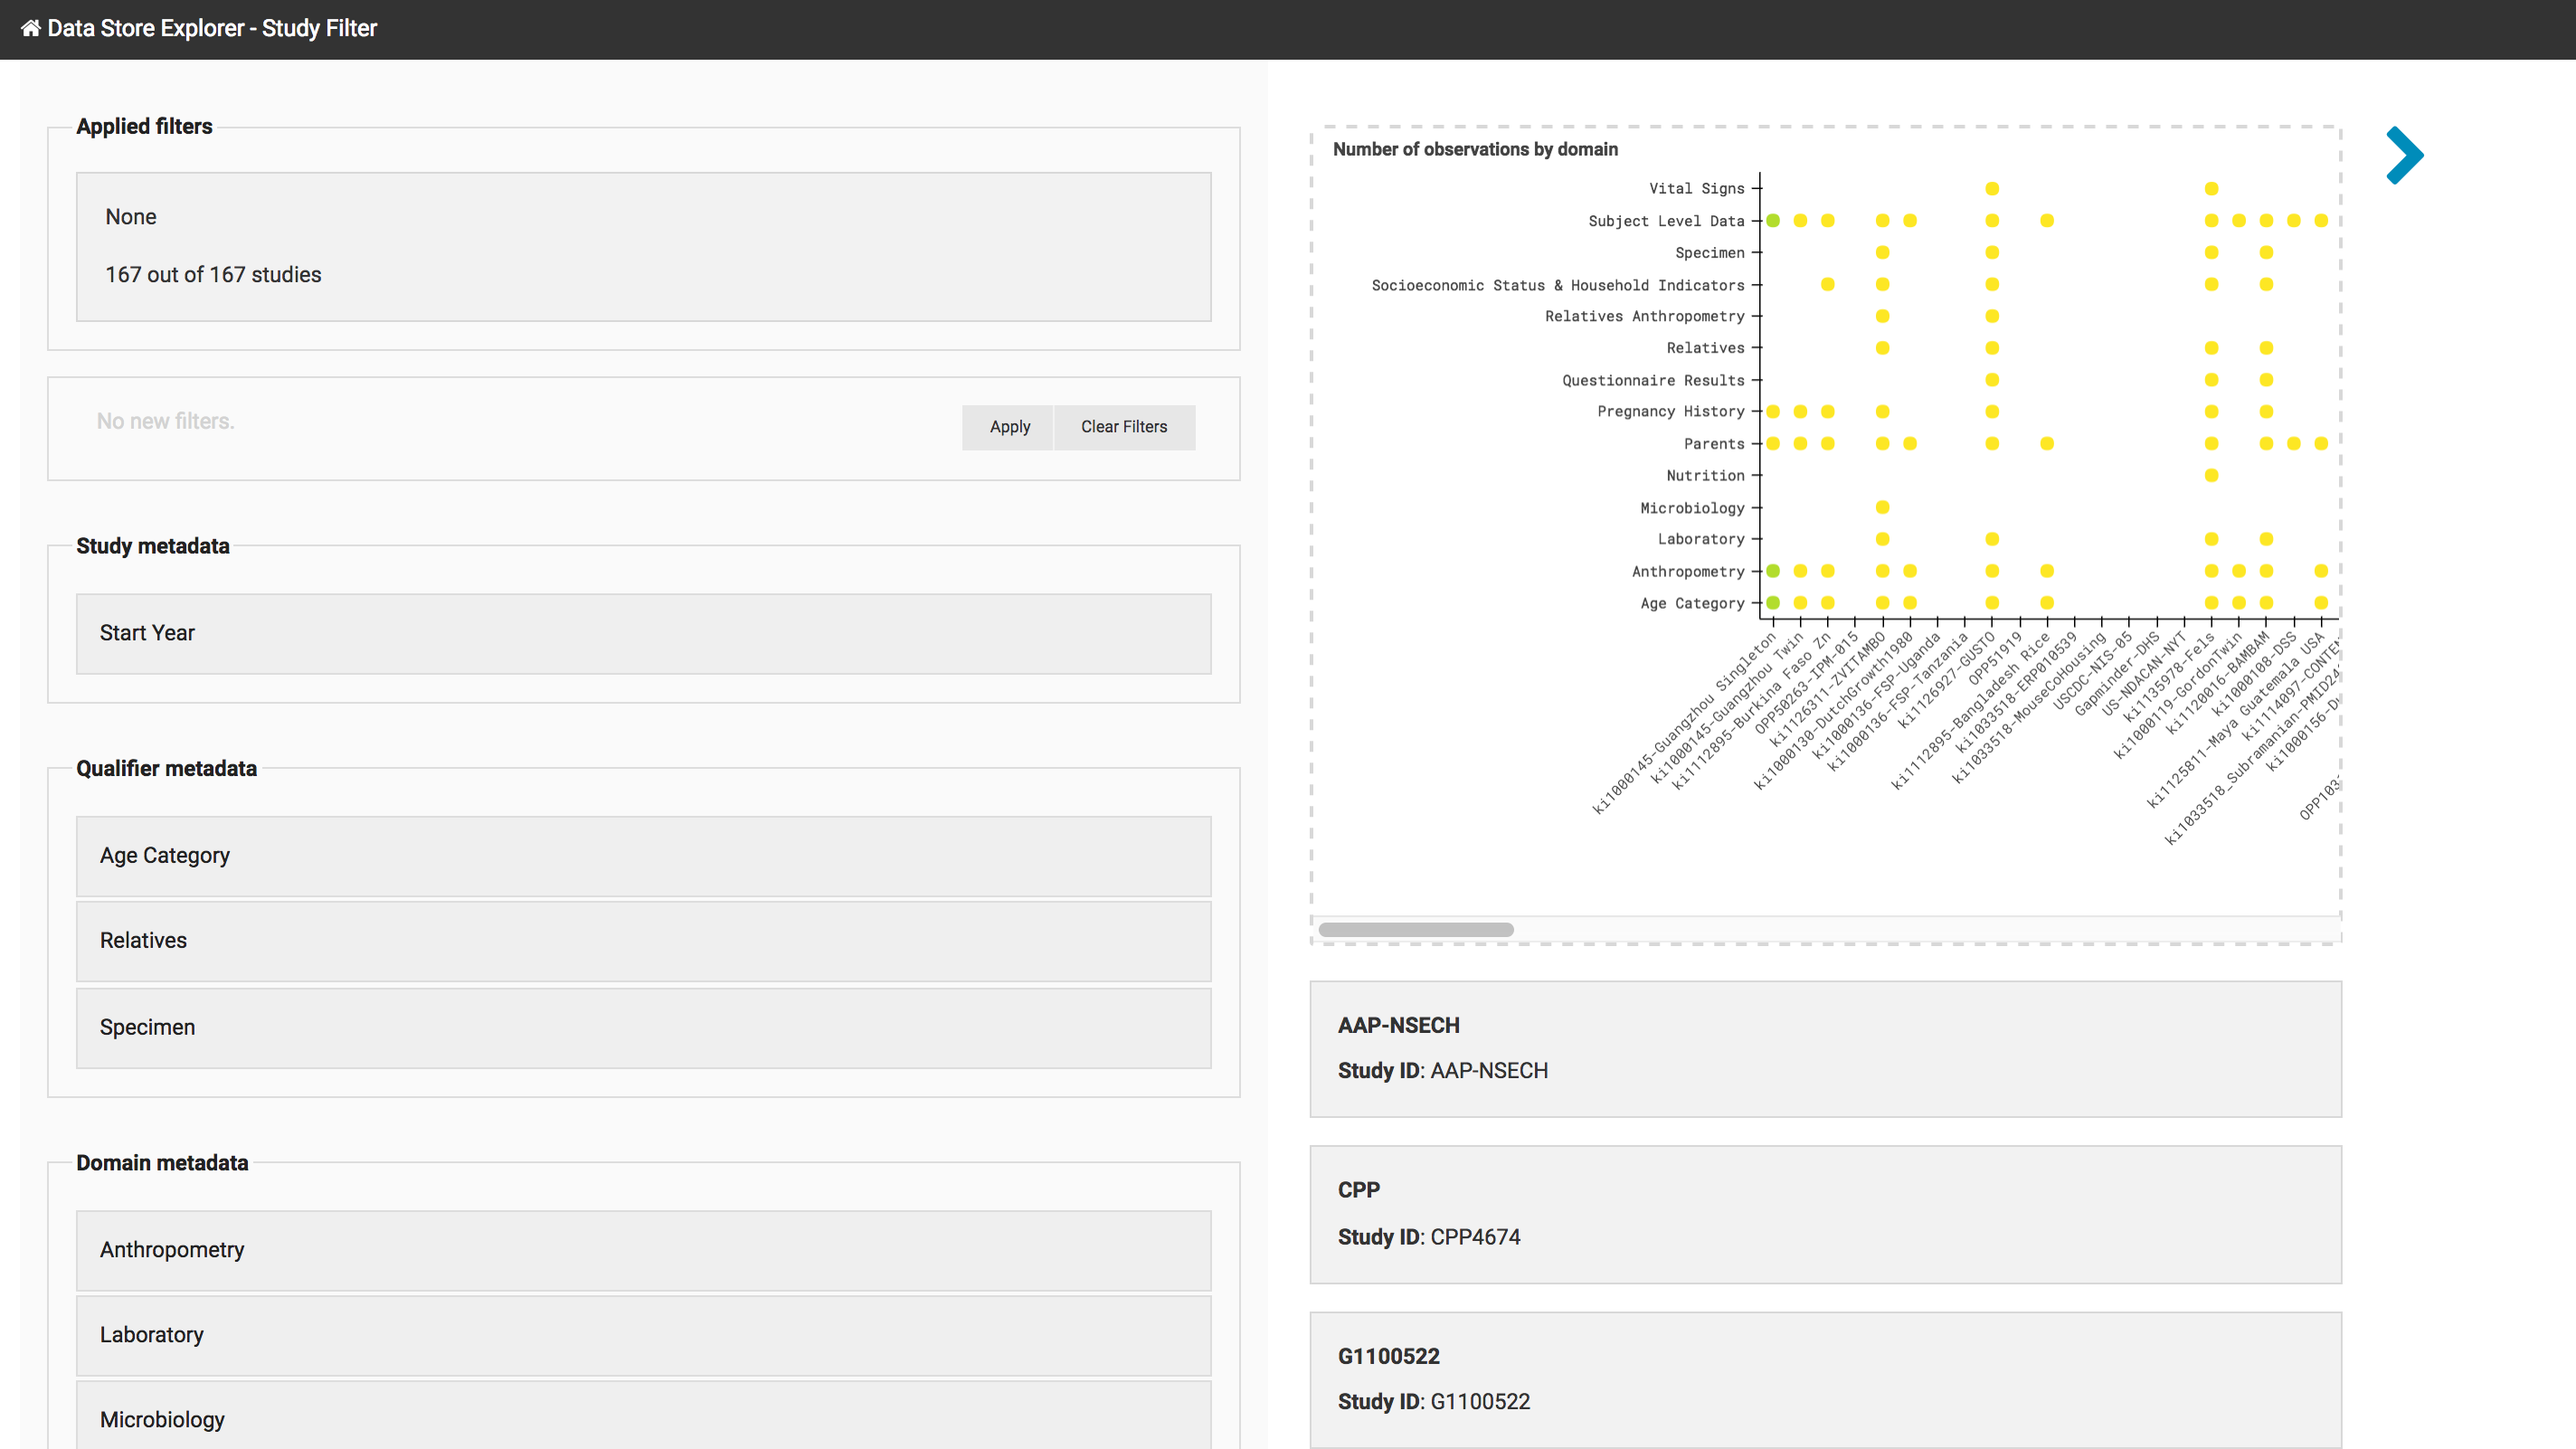 Data Store Explorer - Study Filter
Applied filters
None
167 out of 167 studies
No new filters.
Apply
Clear Filters
Study metadata
Start Year
Qualifier metadata
Age Category
Relatives
Specimen
Domain metadata
Anthropometry
Laboratory
Microbiology
Number of observations by domain
Vital Signs
Subject Level Data
Specimen
Socioeconomic Status & Household Indicators
Relatives Anthropometry
Relatives
Questionnaire Results
Pregnancy History
Parents
Nutrition
Microbiology
Laboratory
Anthropometry
Age Category
ki1000145-Guangzhou Singleton
ki1000145-Guangzhou Twin
ki1112895-Burkina Faso Zn
OPP50263-IPM-015
ki1126311-ZVITAMBO
ki1000130-DutchGrowth1980
ki1000136-FSP-Uganda
ki1000136-FSP-Tanzania
ki1126927-GUSTO
OPP51919
ki1112895-Bangladesh Rice
ki1033518-ERP010539
ki1033518-MouseCoHousing
USCDC-NIS-05
Gapminder-DHS
US-NDACAN-NYT
ki1135978-Fels
ki1000119-GordonTwin
ki1120016-BAMBAM
ki1000108-DSS
ki1125811-Maya Guatemala USA
ki1114097-CONTEN
ki1033518_Subramanian-PMID24
ki1000156-D
OPP103
AAP-NSECH
Study ID: AAP-NSECH
CPP
Study ID: CPP4674
G1100522
Study ID: G1100522